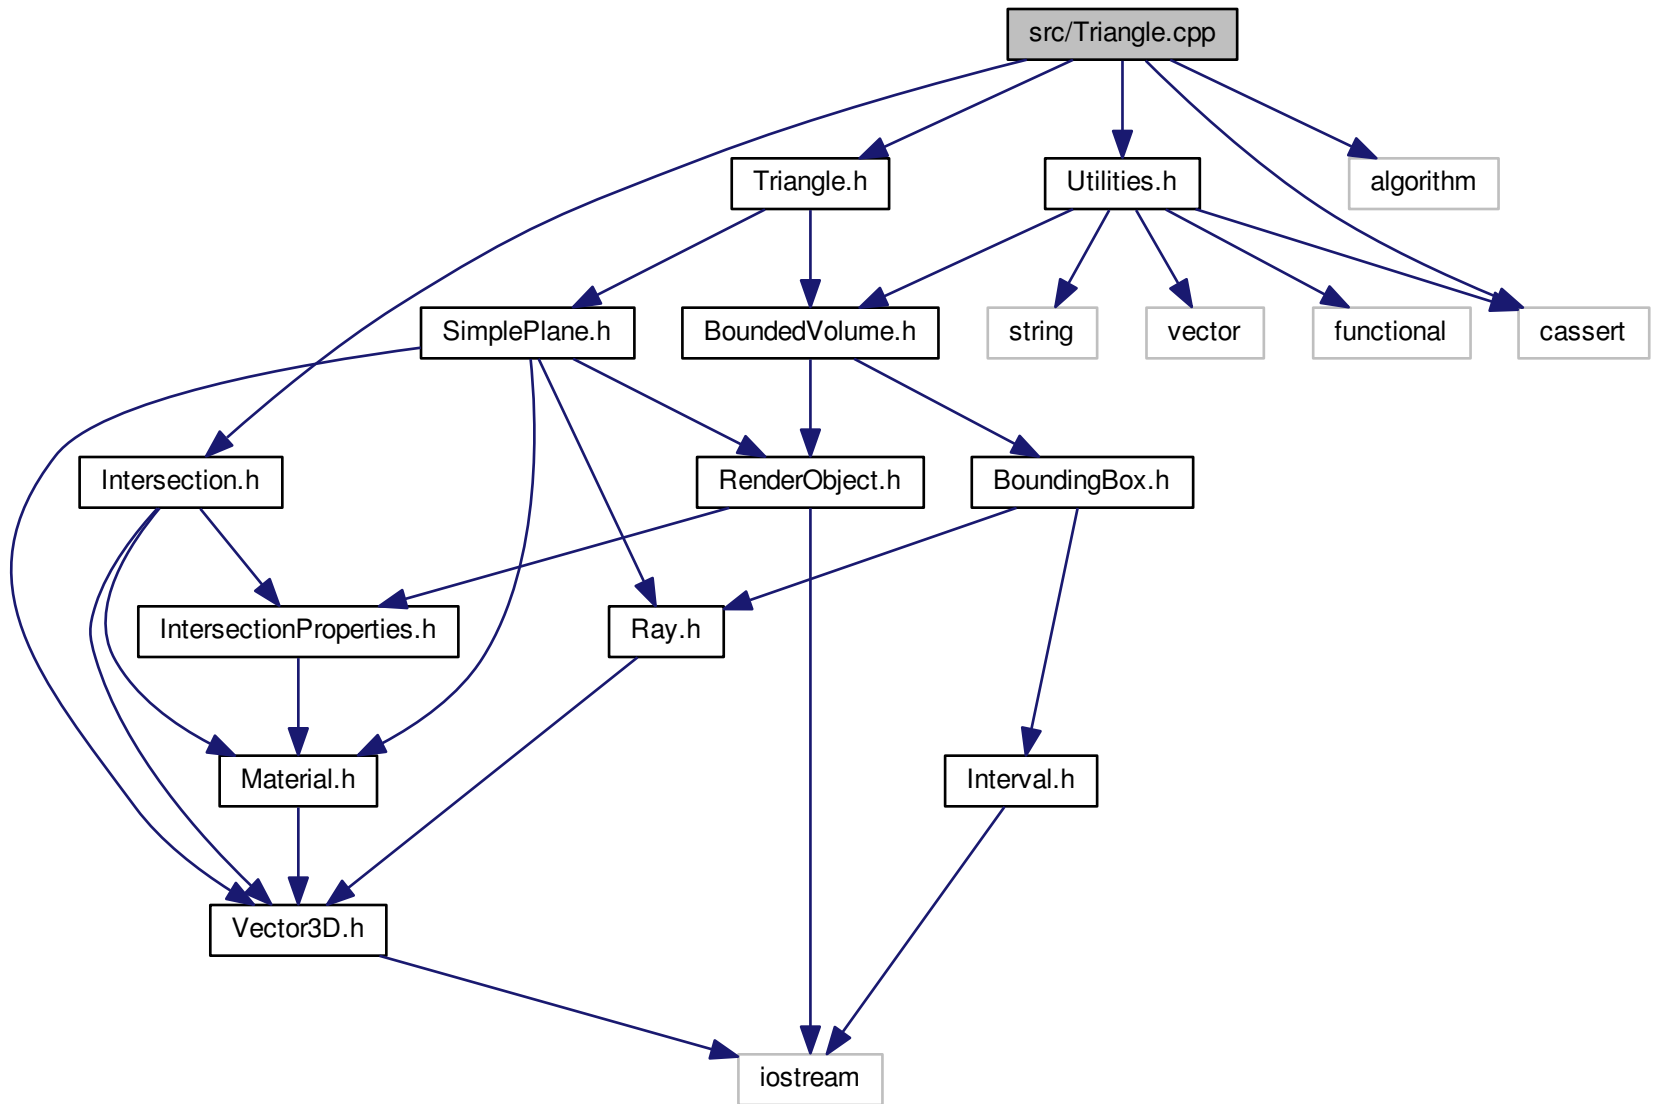 src/Triangle.cpp
Triangle.h
Utilities.h
algorithm
SimplePlane.h
BoundedVolume.h
string
vector
functional
cassert
Intersection.h
RenderObject.h
BoundingBox.h
IntersectionProperties.h
Ray.h
Material.h
Interval.h
Vector3D.h
iostream